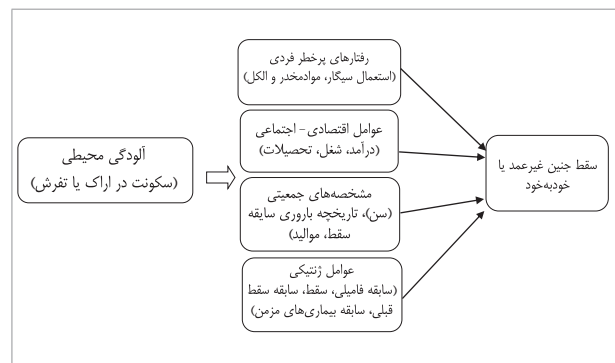 رفتارهای پرخطر فردی
(استعمال سیگار، موادمخدر و الکل)
عوامل اقتصادی - اجتماعی
(درآمد، شغل، تحصیلات)
آلودگی محیطی
(سکونت در اراک یا تفرش)
سقط جنین غیرعمد یا
خودبه‌خود
مشخصه‌های جمعیتی
(سن)، تاریخچه باروری سایقه
سقط، موالید)
عوامل ژنتیکی
(سابقه فامیلی، سقط، سابقه سقط
قبلی، سابقه بیماری‌های مزمن)